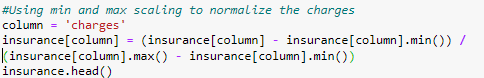 #Using min and max scaling to normalize the charges
column = 'charges'
insurance[column] = (insurance[column] - insurance[column].min()) /
(insurance[column].max() - insurance[column].min())
insurance.head()